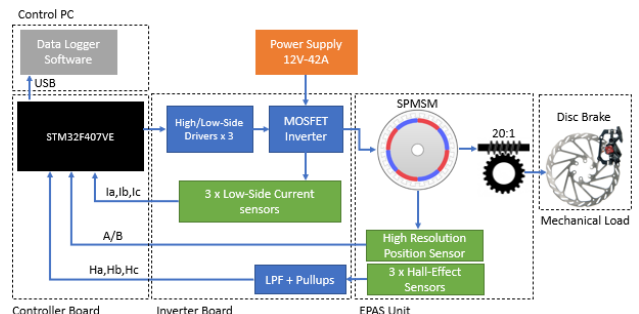 Control PC
Data Logger
Software
USB
STM32F407VE
High/Low-Side
Drivers x 3
Power Supply
12V-42A
MOSFET
Inverter
SPMSM
20:1
Disc Brake
Mechanical Load
Ia,Ib,Ic
3 x Low-Side Current
sensors
A/B
High Resolution
Position Sensor
Ha,Hb,Hc
LPF + Pullups
3 x Hall-Effect
Sensors
Controller Board
Inverter Board
EPAS Unit